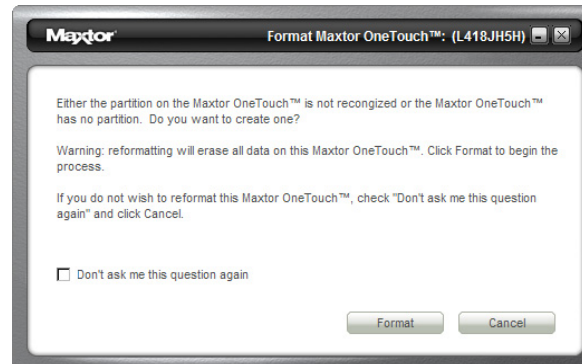 Maxtor Format Maxtor OneTouch™: (L418JH5H)
Either the partition on the Maxtor OneTouch™ is not recongized or the Maxtor OneTouch™
has no partition. Do you want to create one?
Warning: reformatting will erase all data on this Maxtor OneTouch™. Click Format to begin the
process.
If you do not wish to reformat this Maxtor OneTouch™, check "Don't ask me this question
again" and click Cancel.
Don't ask me this question again
Format Cancel